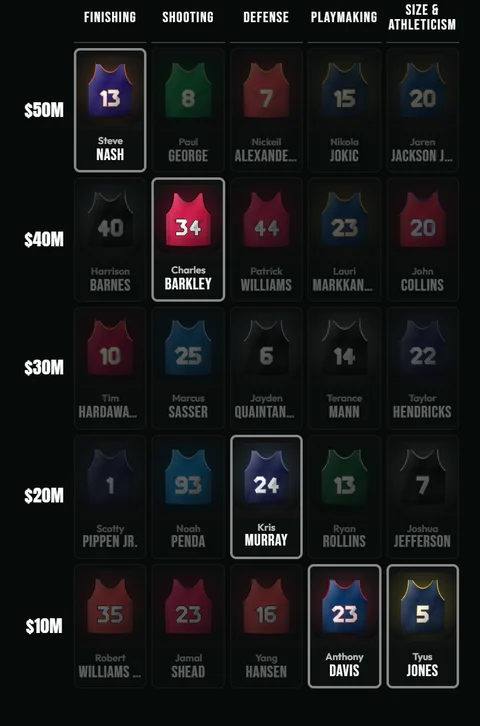 FINISHING
SHOOTING
DEFENSE
PLAYMAKING
SIZE &
ATHLETICISM
$50M
13
Steve
NASH
8
Paul
GEORGE
7
Nickeil
ALEXANDE...
15
Nikola
JOKIC
20
Jaren
JACKSON J...
$40M
40
Harrison
BARNES
34
Charles
BARKLEY
44
Patrick
WILLIAMS
23
Lauri
MARKKAN...
20
John
COLLINS
$30M
10
Tim
HARDAWA...
25
Marcus
SASSER
6
Jayden
QUAINTAN...
14
Terance
MANN
22
Taylor
HENDRICKS
$20M
1
Scotty
PIPPEN JR.
93
Noah
PENDA
24
Kris
MURRAY
13
Ryan
ROLLINS
7
Joshua
JEFFERSON
$10M
35
Robert
WILLIAMS ...
23
Jamal
SHEAD
16
Yang
HANSEN
23
Anthony
DAVIS
5
Tyus
JONES